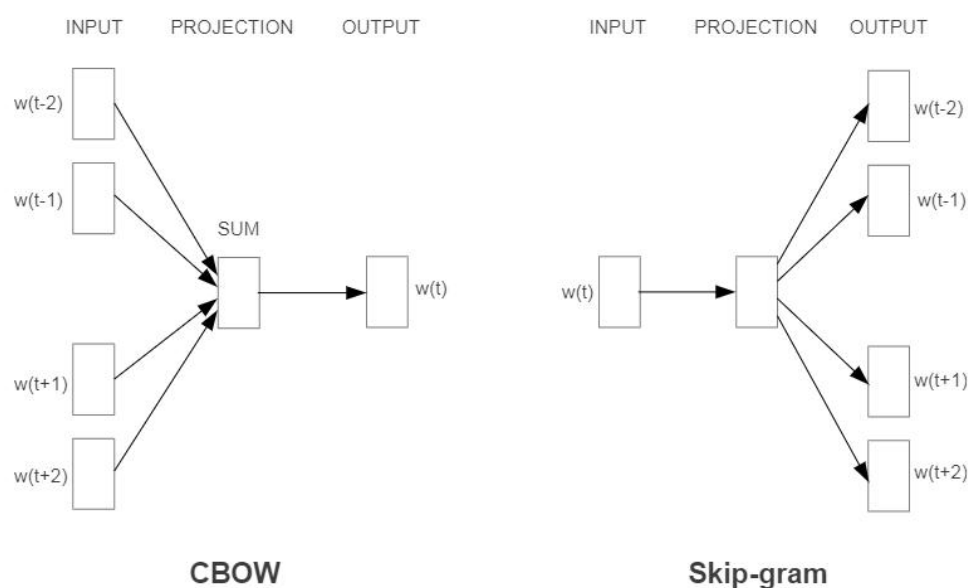 INPUT PROJECTION OUTPUT
w(t-2)
w(t-1)
SUM
w(t)
w(t+1)
w(t+2)
CBOW
INPUT PROJECTION OUTPUT
w(t-2)
w(t-1)
w(t)
w(t+1)
w(t+2)
Skip-gram